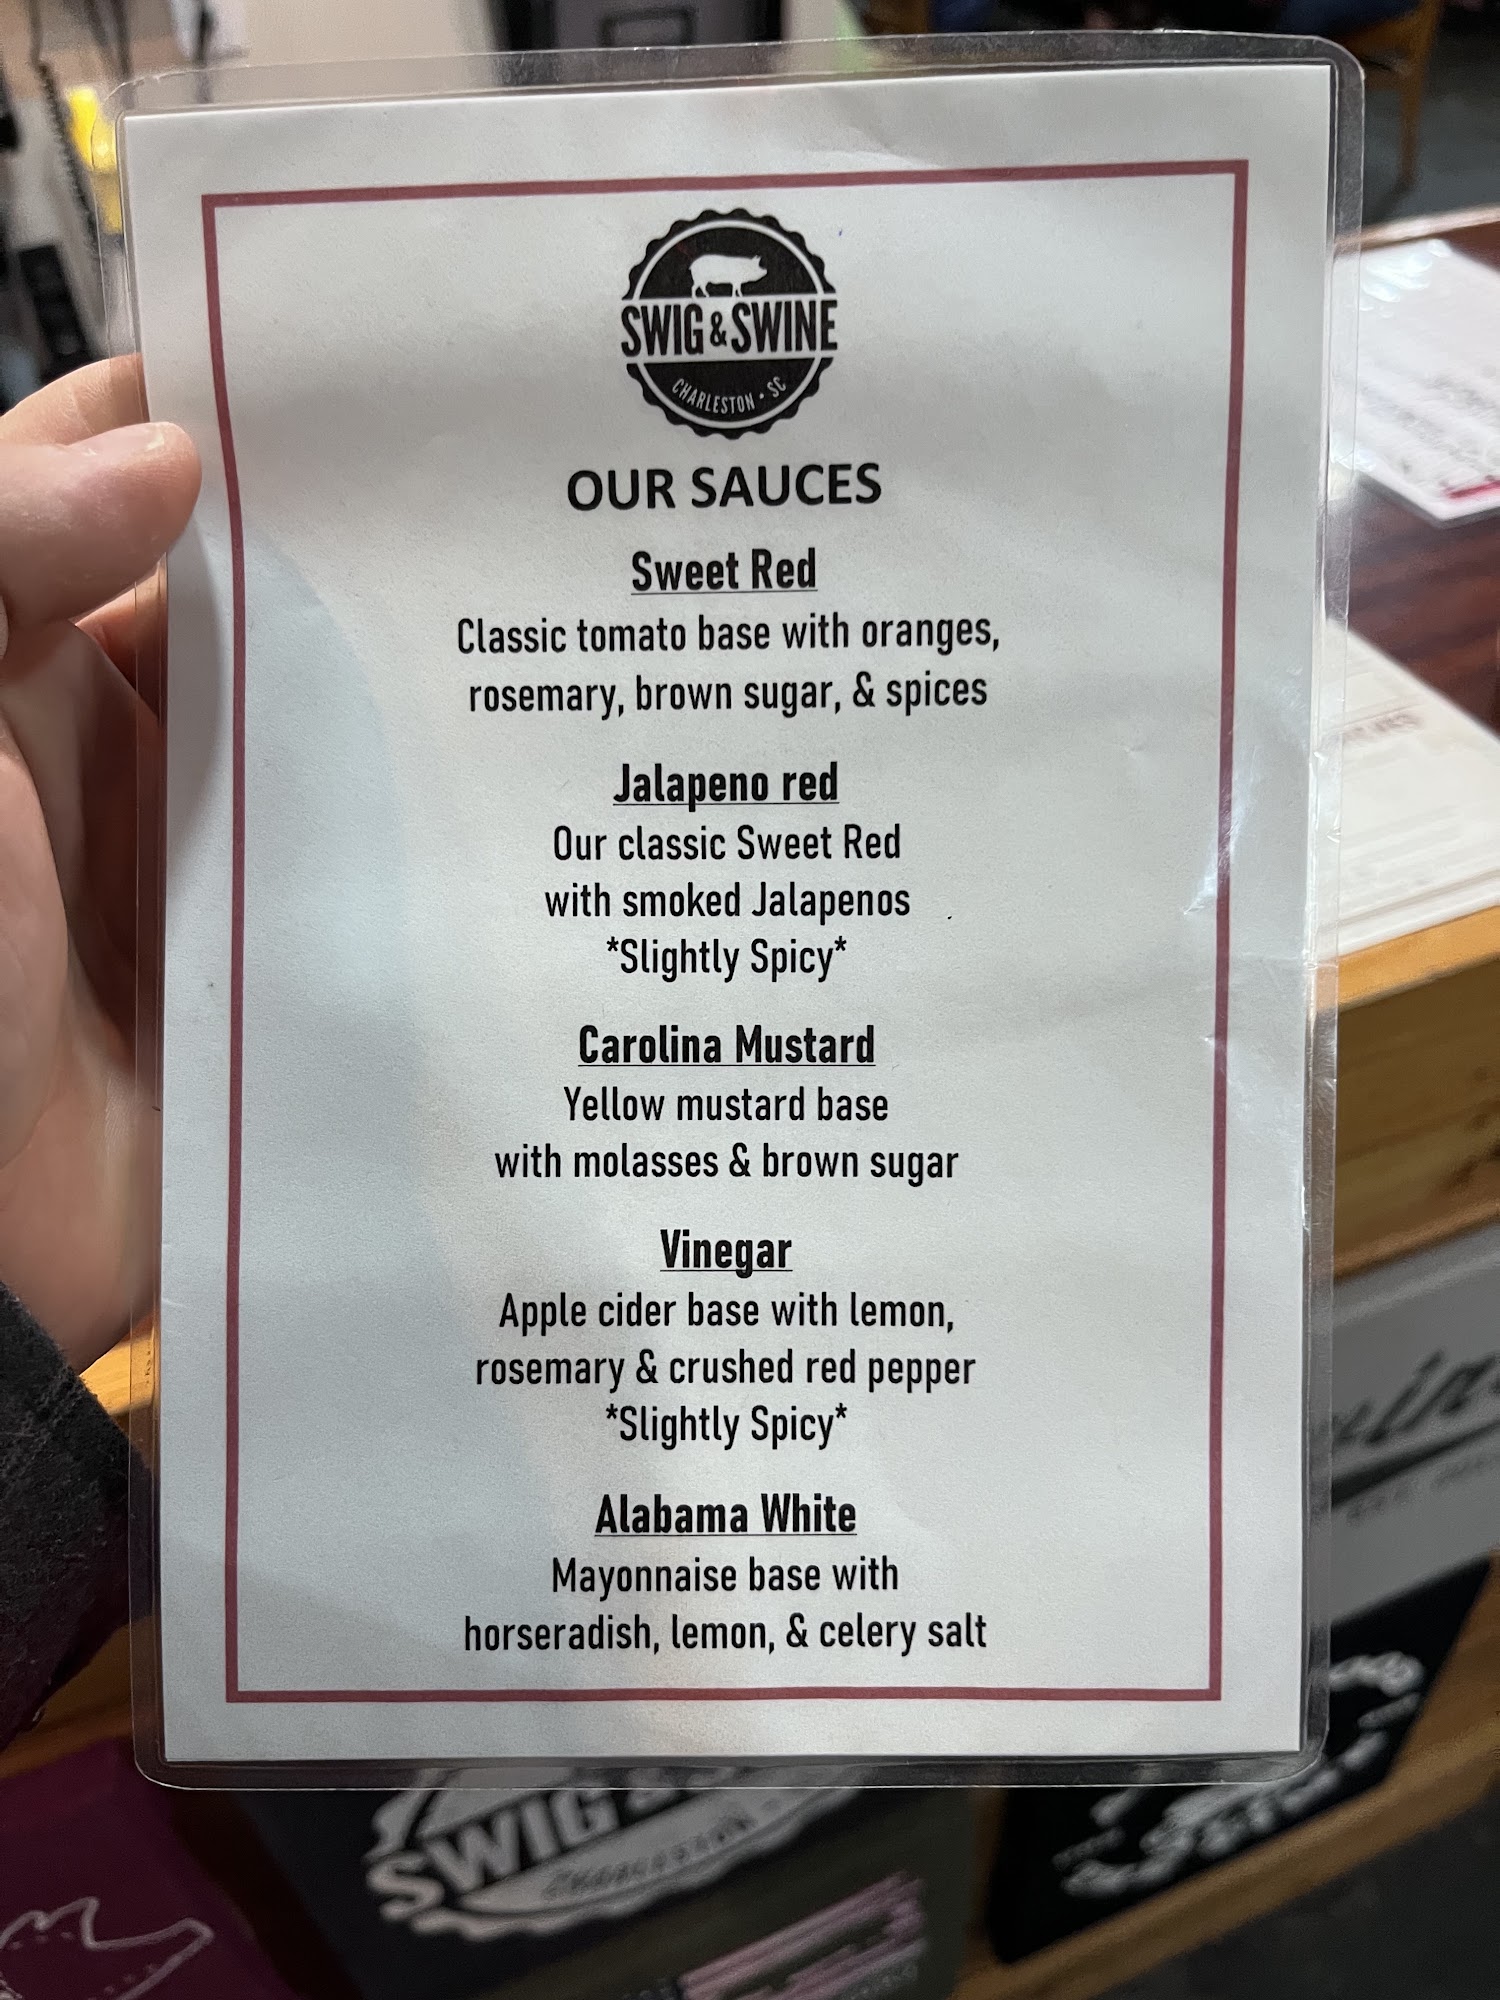 SWIG & SWINE
CHARLESTON • SC
OUR SAUCES
Sweet Red
Classic tomato base with oranges,
rosemary, brown sugar, & spices
Jalapeno red
Our classic Sweet Red
with smoked Jalapenos
*Slightly Spicy*
Carolina Mustard
Yellow mustard base
with molasses & brown sugar
Vinegar
Apple cider base with lemon,
rosemary & crushed red pepper
*Slightly Spicy*
Alabama White
Mayonnaise base with
horseradish, lemon, & celery salt
SWIG &
CHARLESTON